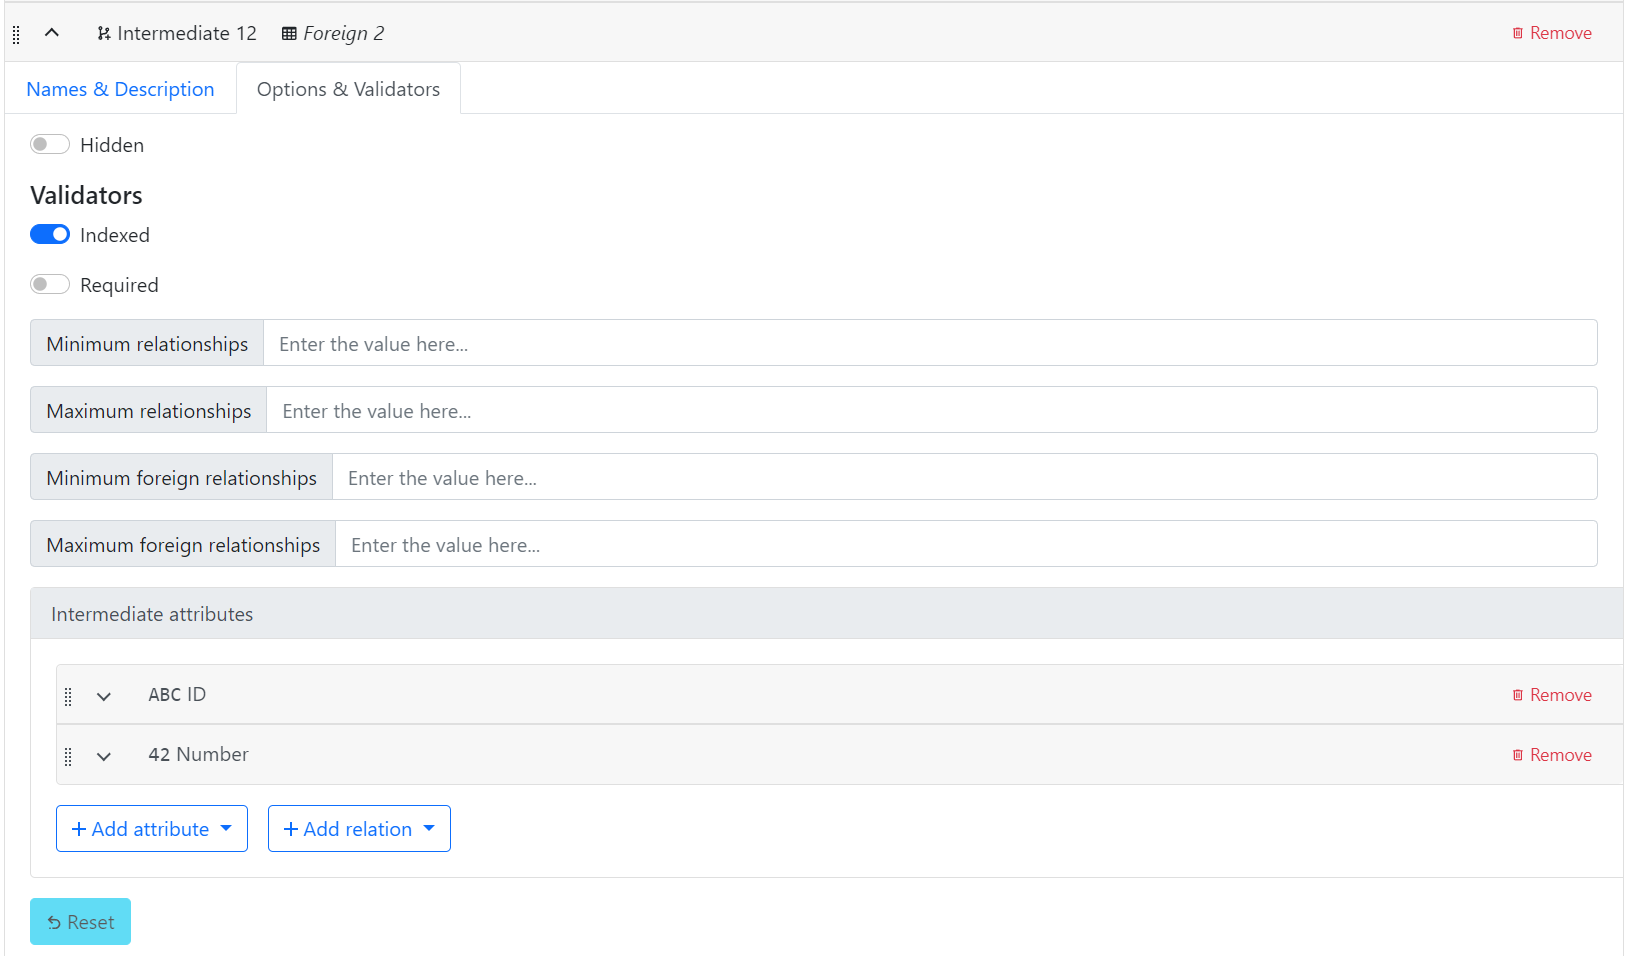 Intermediate 12 Foreign 2 Remove
Names & Description Options & Validators
Hidden
Validators
Indexed
Required
Minimum relationships Enter the value here...
Maximum relationships Enter the value here...
Minimum foreign relationships Enter the value here...
Maximum foreign relationships Enter the value here...
Intermediate attributes
ABC ID Remove
42 Number Remove
+ Add attribute + Add relation
Reset